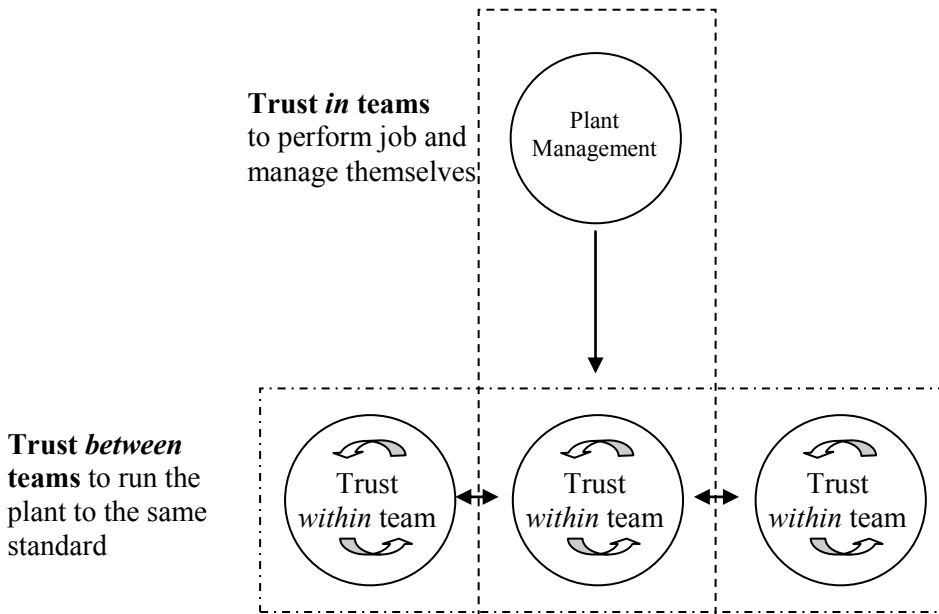 Trust in teams
to perform job and
manage themselves
Plant
Management
Trust between
teams to run the
plant to the same
standard
Trust
within team
Trust
within team
Trust
within team